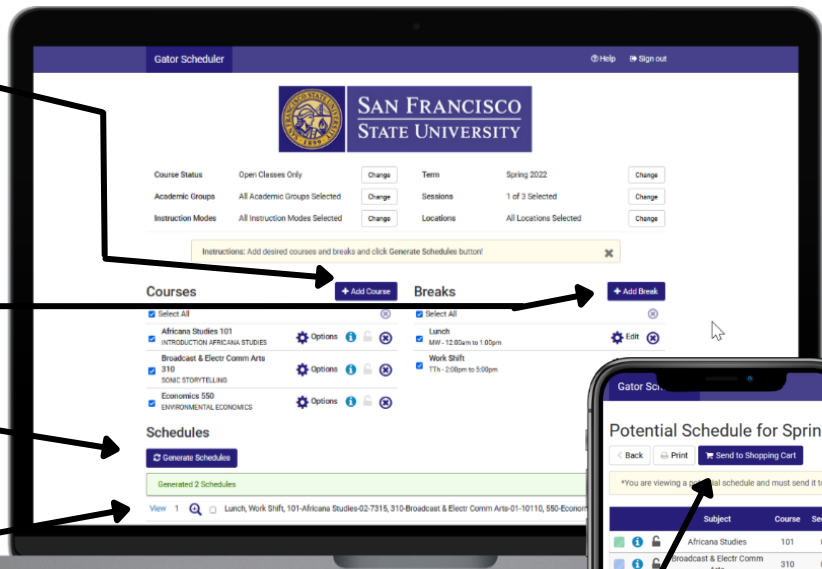 Gator Scheduler
Help Sign out
SAN FRANCISCO
STATE UNIVERSITY
1899
Course Status Open Classes Only Change Term Spring 2022 Change
Academic Groups All Academic Groups Selected Change Sessions 1 of 3 Selected Change
Instruction Modes All Instruction Modes Selected Change Locations All Locations Selected Change
Instructions: Add desired courses and breaks and click Generate Schedules button!
Courses + Add Course Breaks + Add Break
Select All Select All
Africana Studies 101 Options Lunch Edit
INTRODUCTION AFRICANA STUDIES MW - 12:00am to 1:00pm
Broadcast & Electr Comm Arts Work Shift
310 Options TTh - 2:00pm to 5:00pm
SONIC STORYTELLING
Economics 550 Options
ENVIRONMENTAL ECONOMICS
Schedules
Generate Schedules
Generated 2 Schedules
View 1 Lunch, Work Shift, 101-Africana Studies-02-7315, 310-Broadcast & Electr Comm Arts-01-10110, 550-Econom
Gator Sch
Potential Schedule for Sprin
< Back Print Send to Shopping Cart
*You are viewing a potential schedule and must send it to
Subject Course Sec
Africana Studies 101
Broadcast & Electr Comm 310